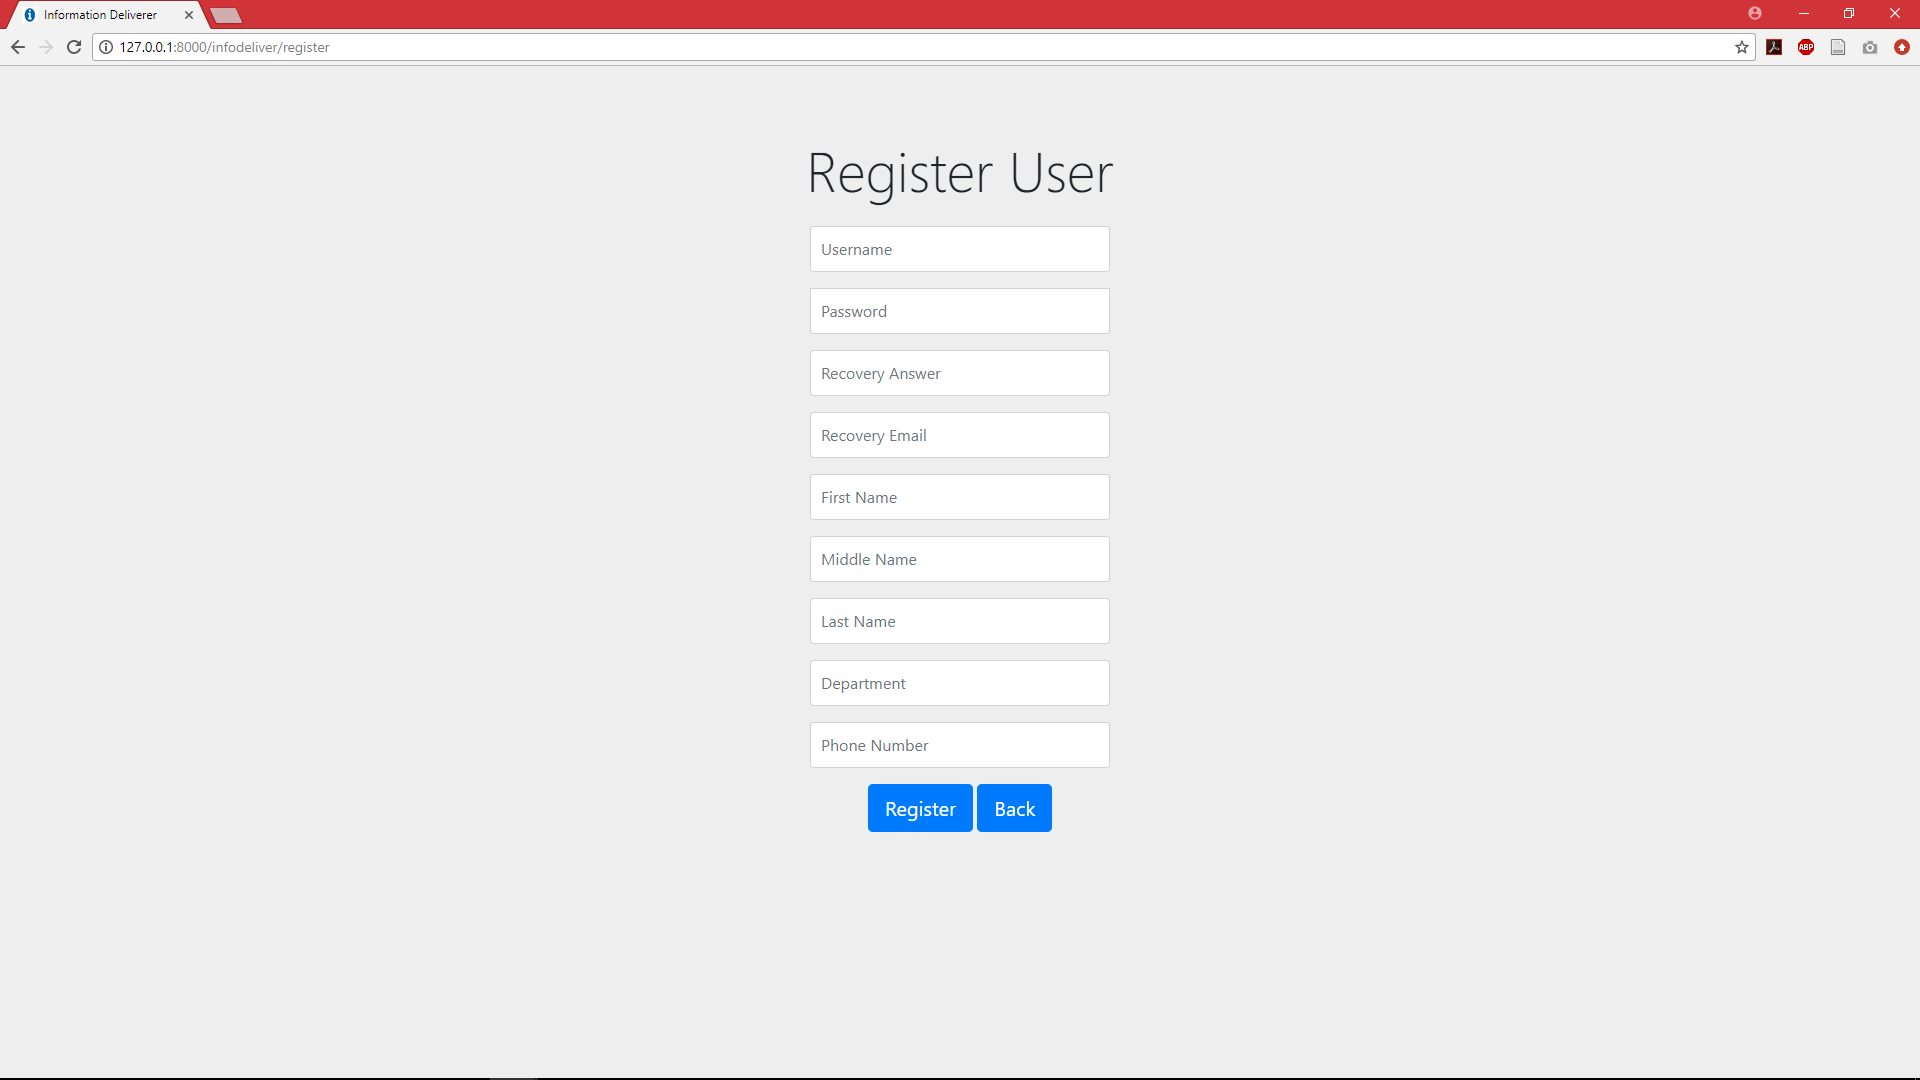 Information Deliverer
127.0.0.1:8000/infodeliver/register
ABP
Register User
Username
Password
Recovery Answer
Recovery Email
First Name
Middle Name
Last Name
Department
Phone Number
Register Back